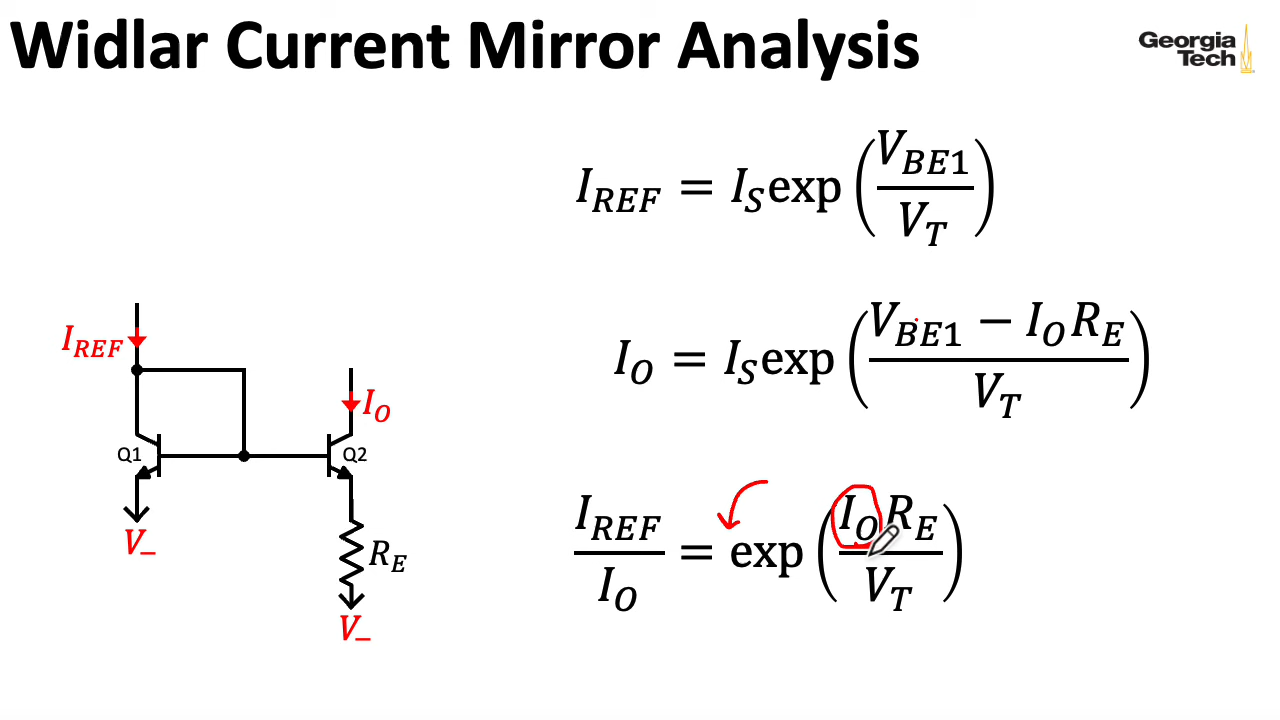 Widlar Current Mirror Analysis
Georgia
Tech
I_REF = I_S exp(V_BE1 / V_T)
I_O = I_S exp((V_BE1 − I_O R_E) / V_T)
I_REF / I_O = exp(I_O R_E / V_T)
I_REF
I_O
Q1
Q2
V_−
R_E
V_−